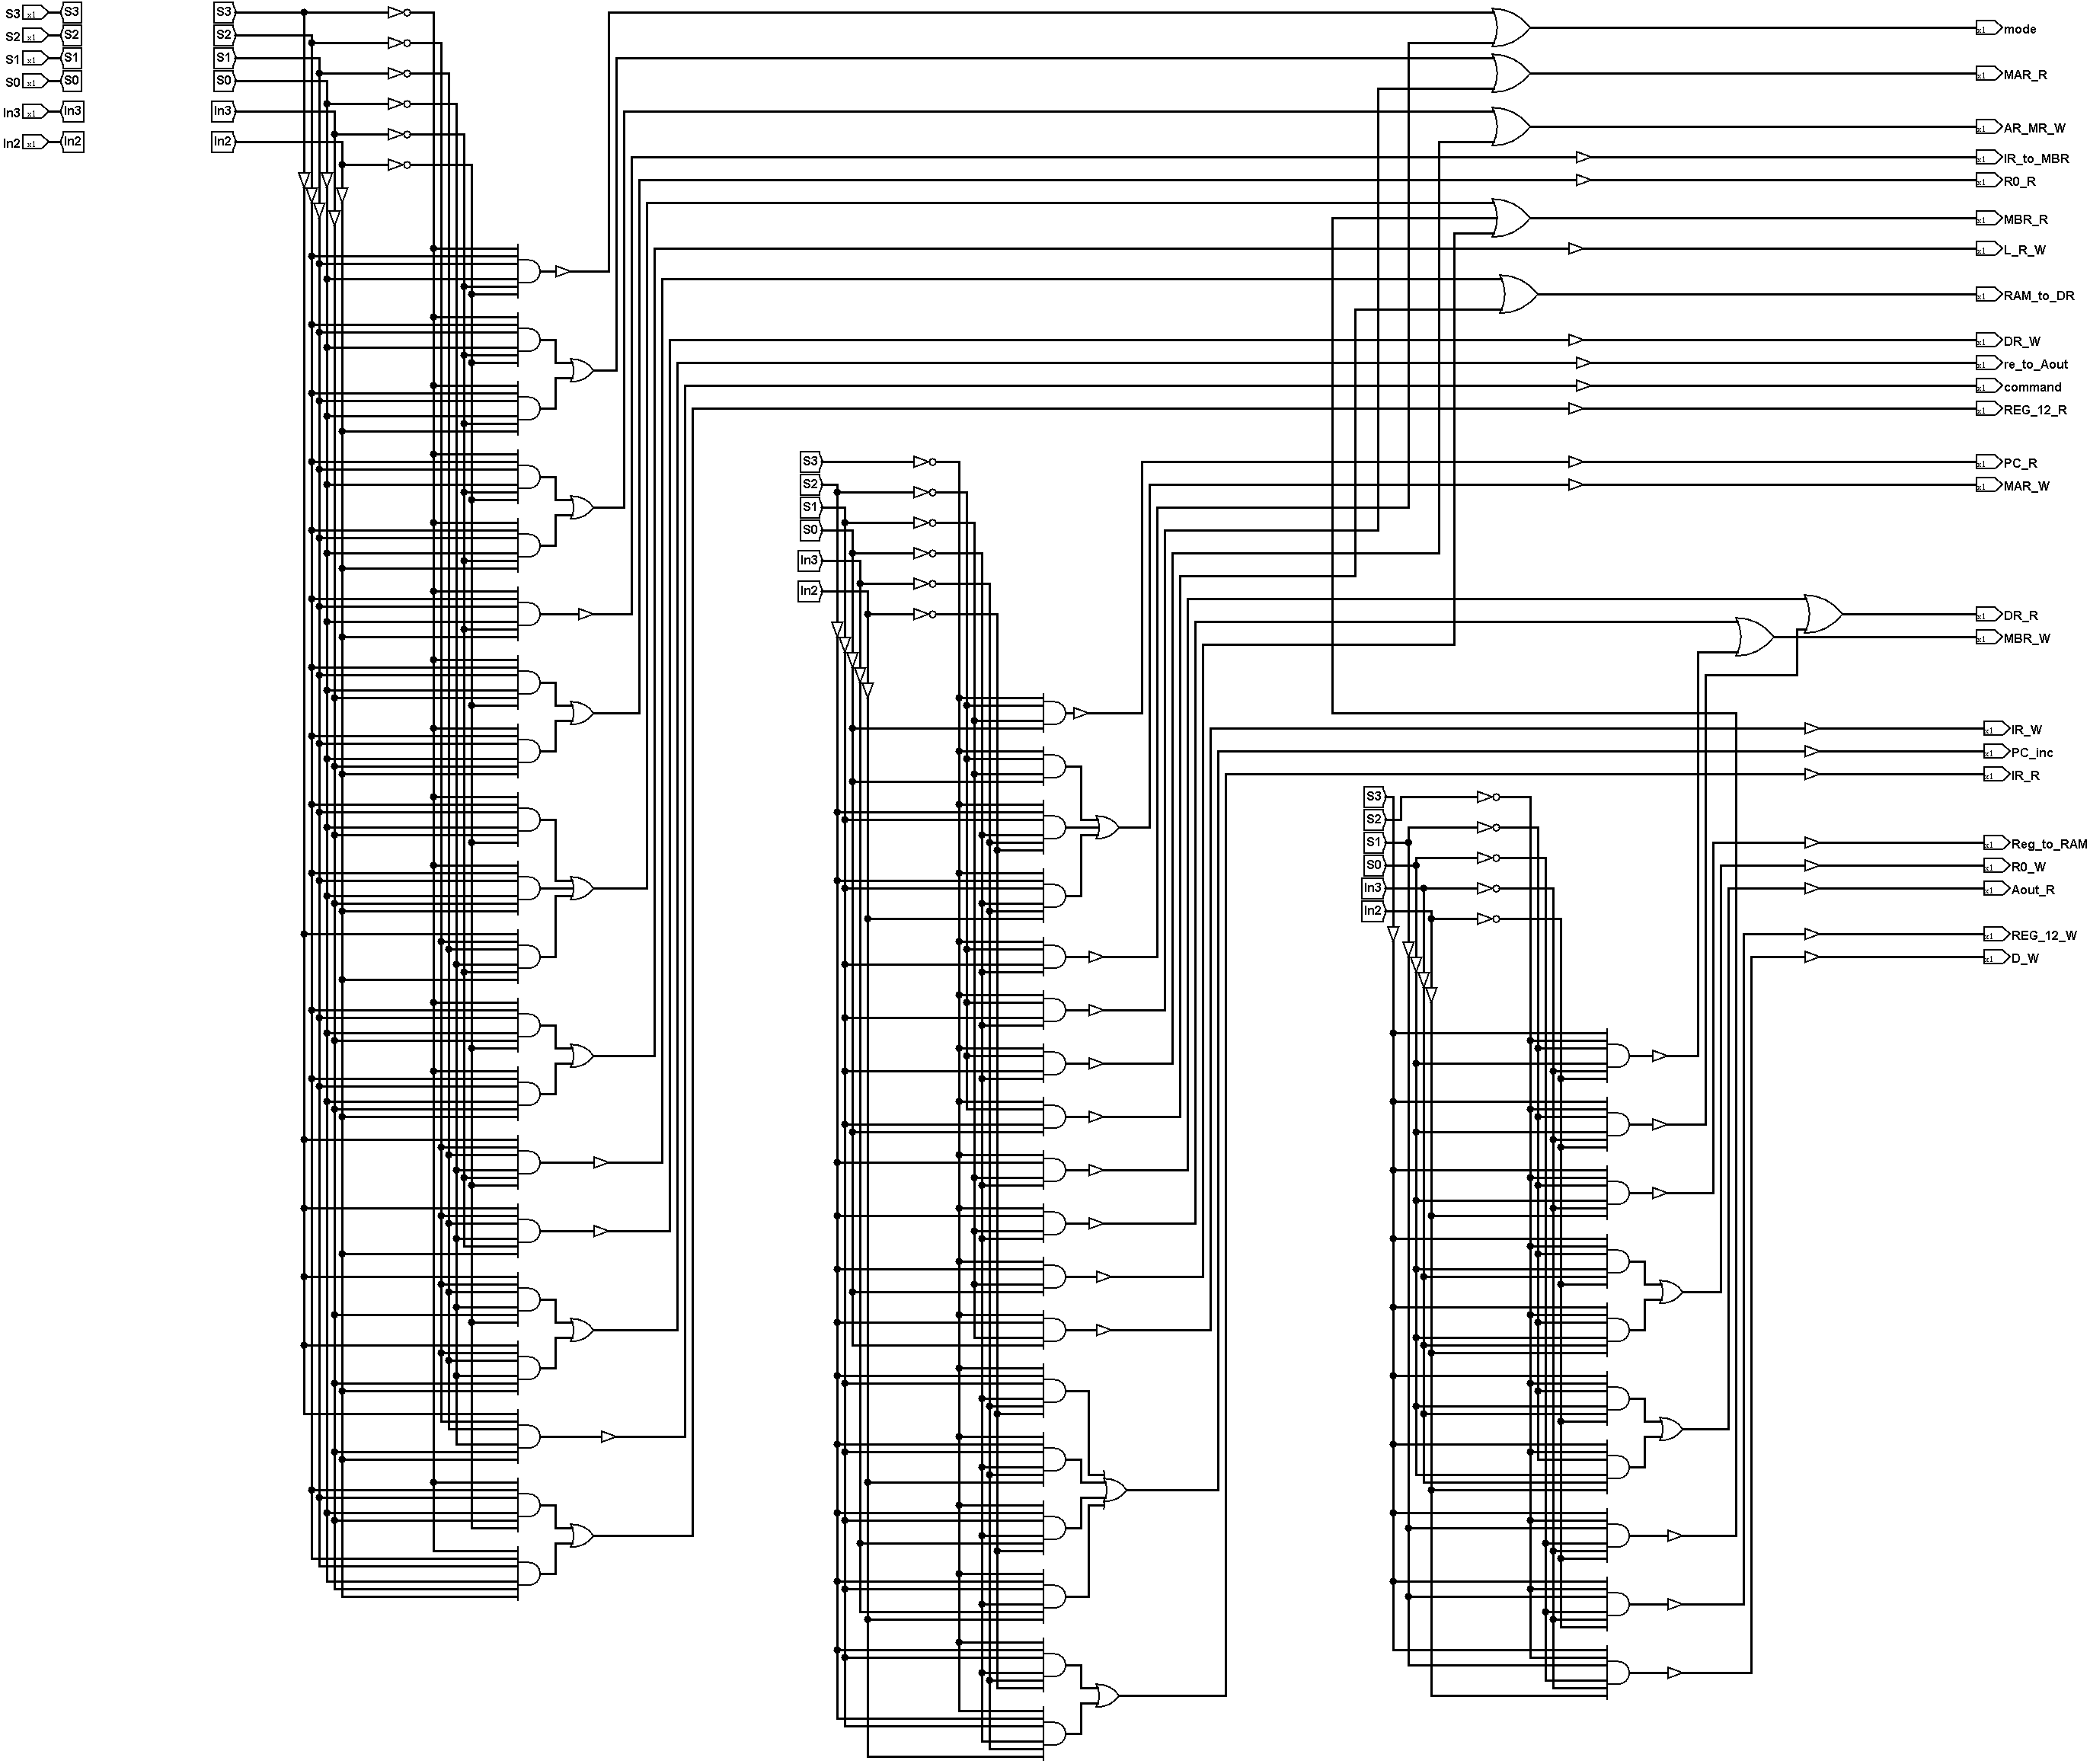 S3 x1 S3
S2 x1 S2
S1 x1 S1
S0 x1 S0
In3 x1 In3
In2 x1 In2
S3
S2
S1
S0
In3
In2
x1 mode
x1 MAR_R
x1 AR_MR_W
x1 IR_to_MBR
x1 R0_R
x1 MBR_R
x1 L_R_W
x1 RAM_to_DR
x1 DR_W
x1 re_to_Aout
x1 command
x1 REG_12_R
S3
S2
S1
S0
In3
In2
x1 PC_R
x1 MAR_W
x1 DR_R
x1 MBR_W
x1 IR_W
x1 PC_inc
x1 IR_R
S3
S2
S1
S0
In3
In2
x1 Reg_to_RAM
x1 R0_W
x1 Aout_R
x1 REG_12_W
x1 D_W